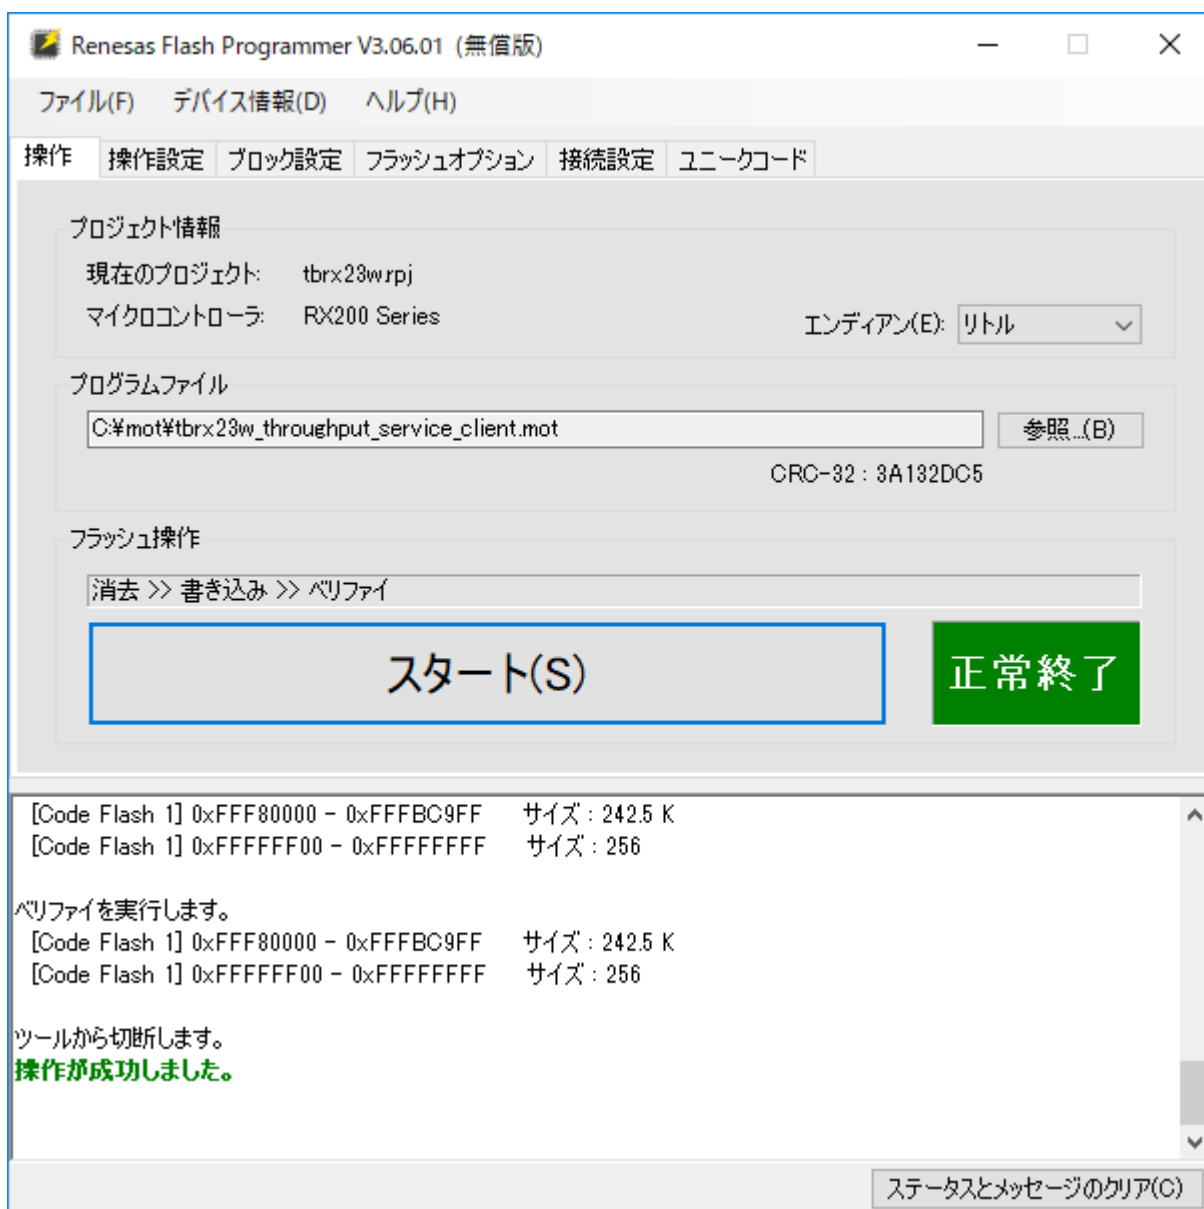 Renesas Flash Programmer V3.06.01 (無償版)
ファイル(F) デバイス情報(D) ヘルプ(H)
操作 操作設定 ブロック設定 フラッシュオプション 接続設定 ユニークコード
プロジェクト情報
現在のプロジェクト: tbrx23w.rpj
マイクロコントローラ: RX200 Series
エンディアン(E): リトル
プログラムファイル
C:¥mot¥tbrx23w_throughput_service_client.mot 参照...(B)
CRC-32 : 3A132DC5
フラッシュ操作
消去 >> 書き込み >> ベリファイ
スタート(S) 正常終了
[Code Flash 1] 0xFFF80000 - 0xFFFBC9FF サイズ : 242.5 K
[Code Flash 1] 0xFFFFFF00 - 0xFFFFFFFF サイズ : 256
ベリファイを実行します。
[Code Flash 1] 0xFFF80000 - 0xFFFBC9FF サイズ : 242.5 K
[Code Flash 1] 0xFFFFFF00 - 0xFFFFFFFF サイズ : 256
ツールから切断します。
操作が成功しました。
ステータスとメッセージのクリア(C)